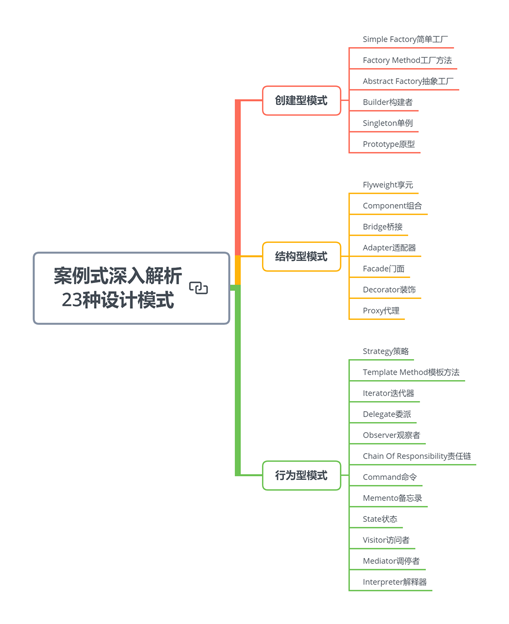 案例式深入解析
23种设计模式
创建型模式
Simple Factory简单工厂
Factory Method工厂方法
Abstract Factory抽象工厂
Builder构建者
Singleton单例
Prototype原型
结构型模式
Flyweight享元
Component组合
Bridge桥接
Adapter适配器
Facade门面
Decorator装饰
Proxy代理
行为型模式
Strategy策略
Template Method模板方法
Iterator迭代器
Delegate委派
Observer观察者
Chain Of Responsibility责任链
Command命令
Memento备忘录
State状态
Visitor访问者
Mediator调停者
Interpreter解释器